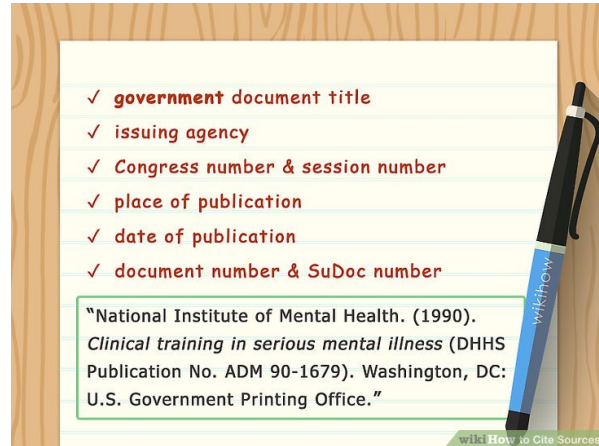 ✓ government document title
✓ issuing agency
✓ Congress number & session number
✓ place of publication
✓ date of publication
✓ document number & SuDoc number
"National Institute of Mental Health. (1990).
Clinical training in serious mental illness (DHHS
Publication No. ADM 90-1679). Washington, DC:
U.S. Government Printing Office."
wikihow
wikiHow to Cite Sources